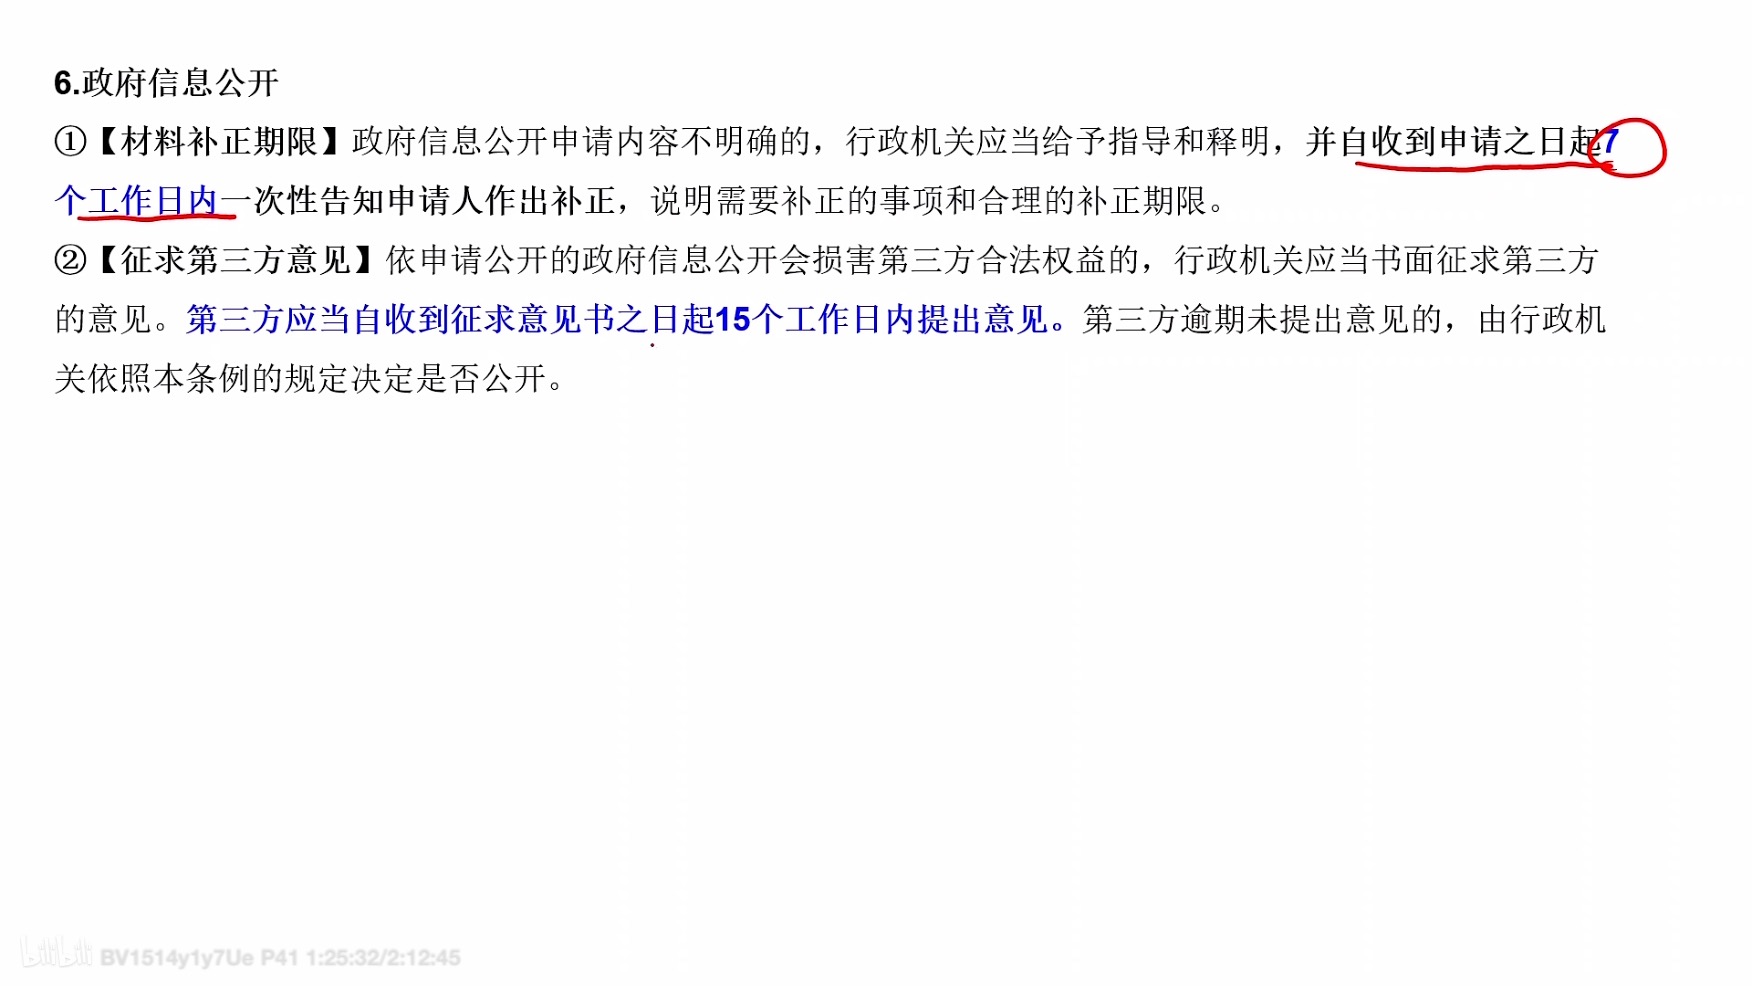 6.政府信息公开
①【材料补正期限】政府信息公开申请内容不明确的，行政机关应当给予指导和释明，并自收到申请之日起7
个工作日内一次性告知申请人作出补正，说明需要补正的事项和合理的补正期限。
②【征求第三方意见】依申请公开的政府信息公开会损害第三方合法权益的，行政机关应当书面征求第三方
的意见。第三方应当自收到征求意见书之日起15个工作日内提出意见。第三方逾期未提出意见的，由行政机
关依照本条例的规定决定是否公开。
bilibili BV1514y1y7Ue P41 1:25:32/2:12:45